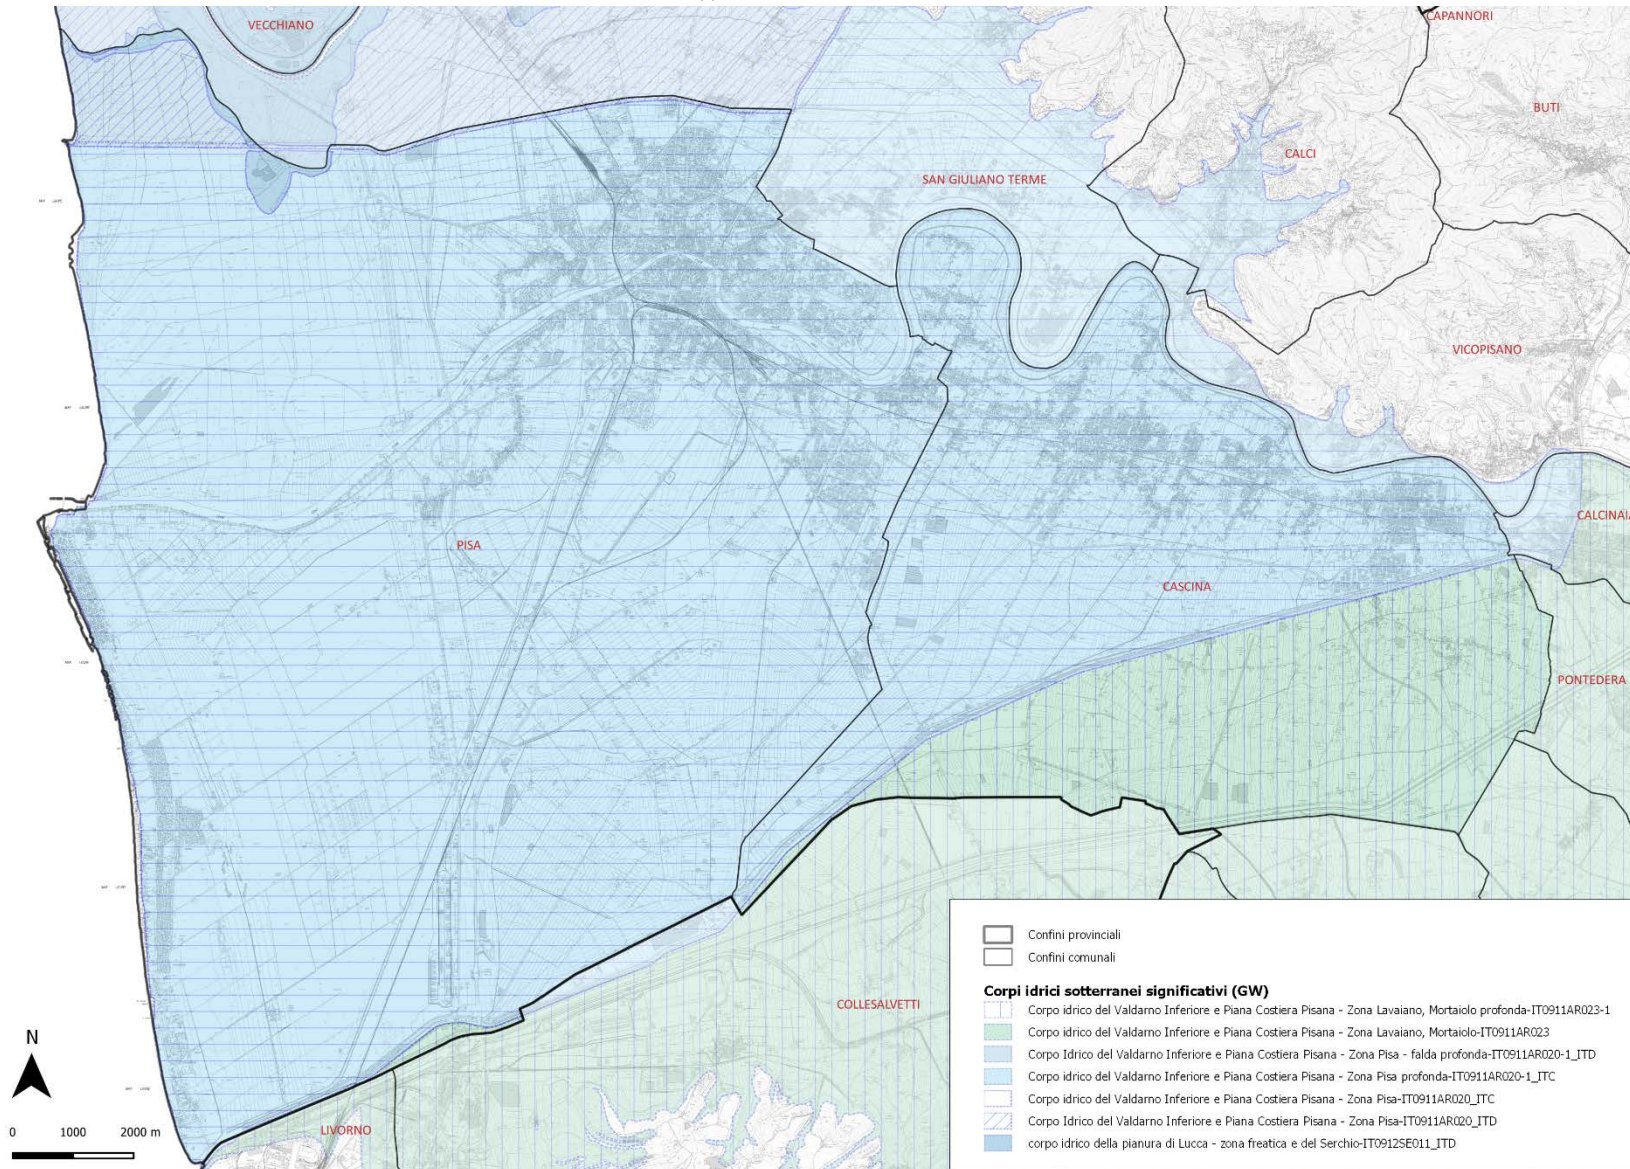 VECCHIANO
CAPANNORI
BUTI
CALCI
SAN GIULIANO TERME
VICOPISANO
PISA
CALCINAIA
CASCINA
PONTEDERA
COLLESALVETTI
LIVORNO
N
0 1000 2000 m
Confini provinciali
Confini comunali
Corpi idrici sotterranei significativi (GW)
Corpo idrico del Valdarno Inferiore e Piana Costiera Pisana - Zona Lavaiano, Mortaiolo profonda-IT0911AR023-1
Corpo idrico del Valdarno Inferiore e Piana Costiera Pisana - Zona Lavaiano, Mortaiolo-IT0911AR023
Corpo Idrico del Valdarno Inferiore e Piana Costiera Pisana - Zona Pisa - falda profonda-IT0911AR020-1_ITD
Corpo idrico del Valdarno Inferiore e Piana Costiera Pisana - Zona Pisa profonda-IT0911AR020-1_ITC
Corpo idrico del Valdarno Inferiore e Piana Costiera Pisana - Zona Pisa-IT0911AR020_ITC
Corpo Idrico del Valdarno Inferiore e Piana Costiera Pisana - Zona Pisa-IT0911AR020_ITD
corpo idrico della pianura di Lucca - zona freatica e del Serchio-IT0912SE011_ITD